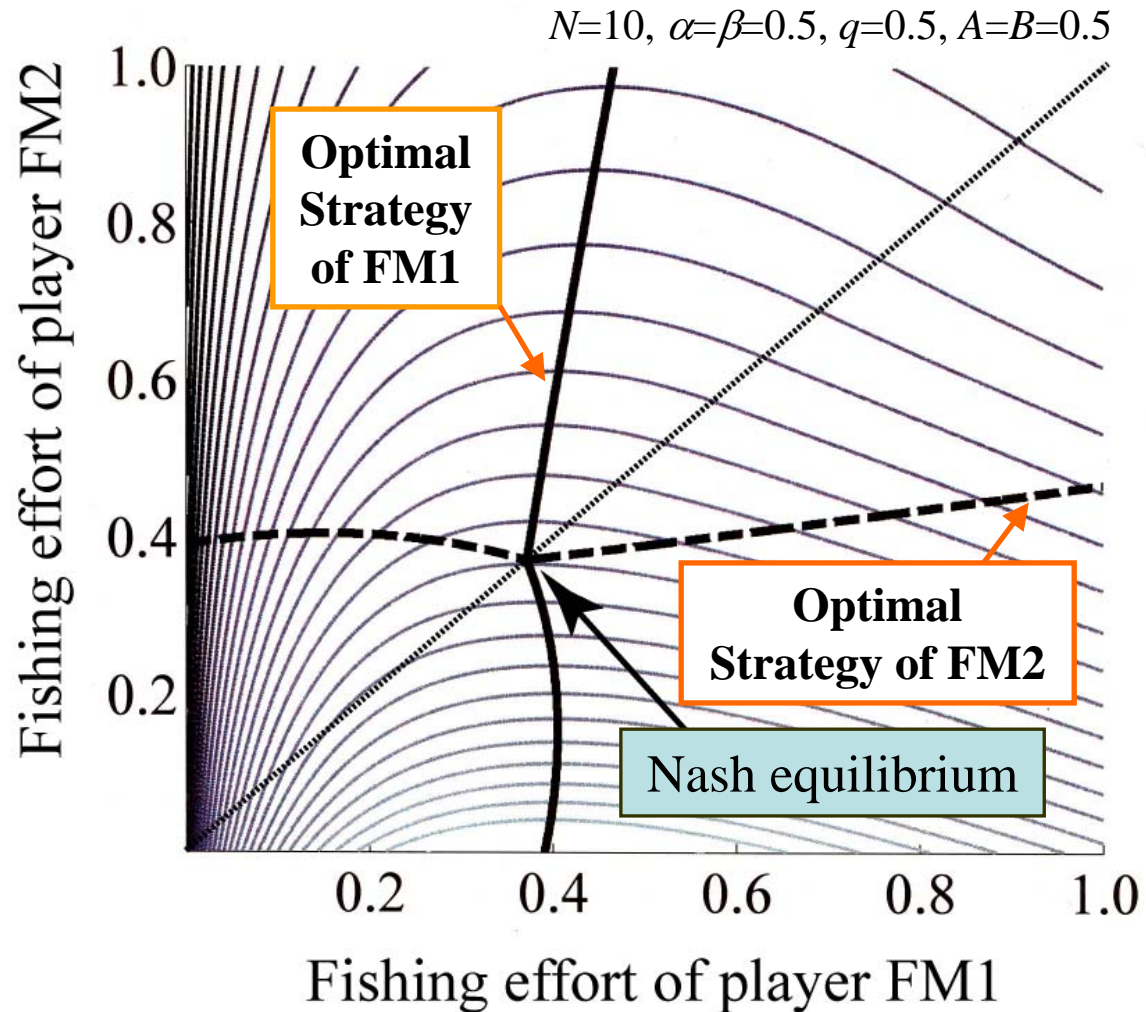 N=10, α=β=0.5, q=0.5, A=B=0.5
Fishing effort of player FM2
1.0
0.8
0.6
0.4
0.2
Optimal
Strategy
of FM1
Optimal
Strategy of FM2
Nash equilibrium
0.2 0.4 0.6 0.8 1.0
Fishing effort of player FM1